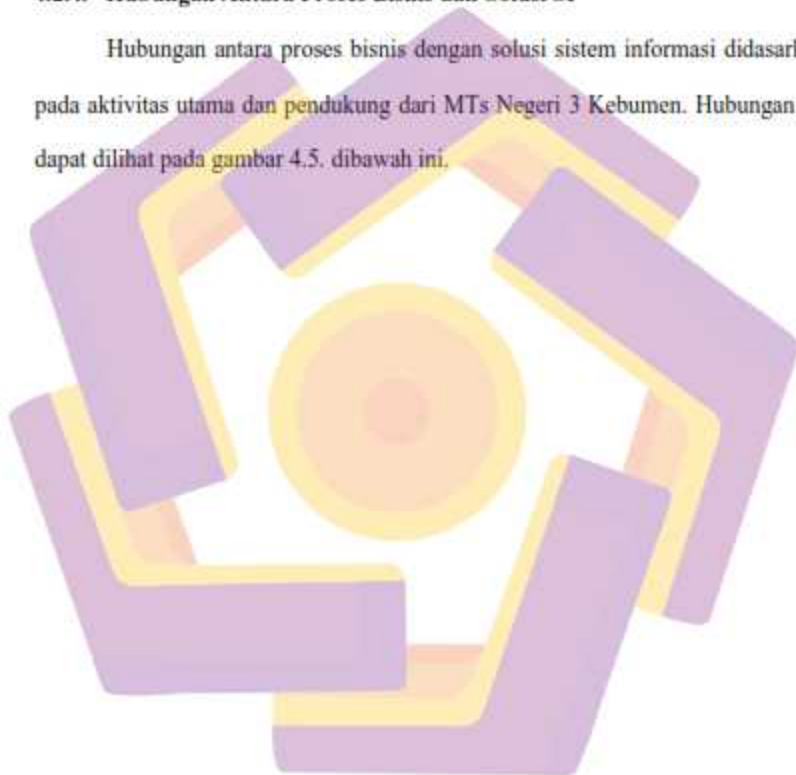 Hubungan antara proses bisnis dengan solusi sistem informasi
pada aktivitas utama dan pendukung dari MTs Negeri 3 Kebumen. Hubungan
dapat dilihat pada gambar 4.5. dibawah ini.